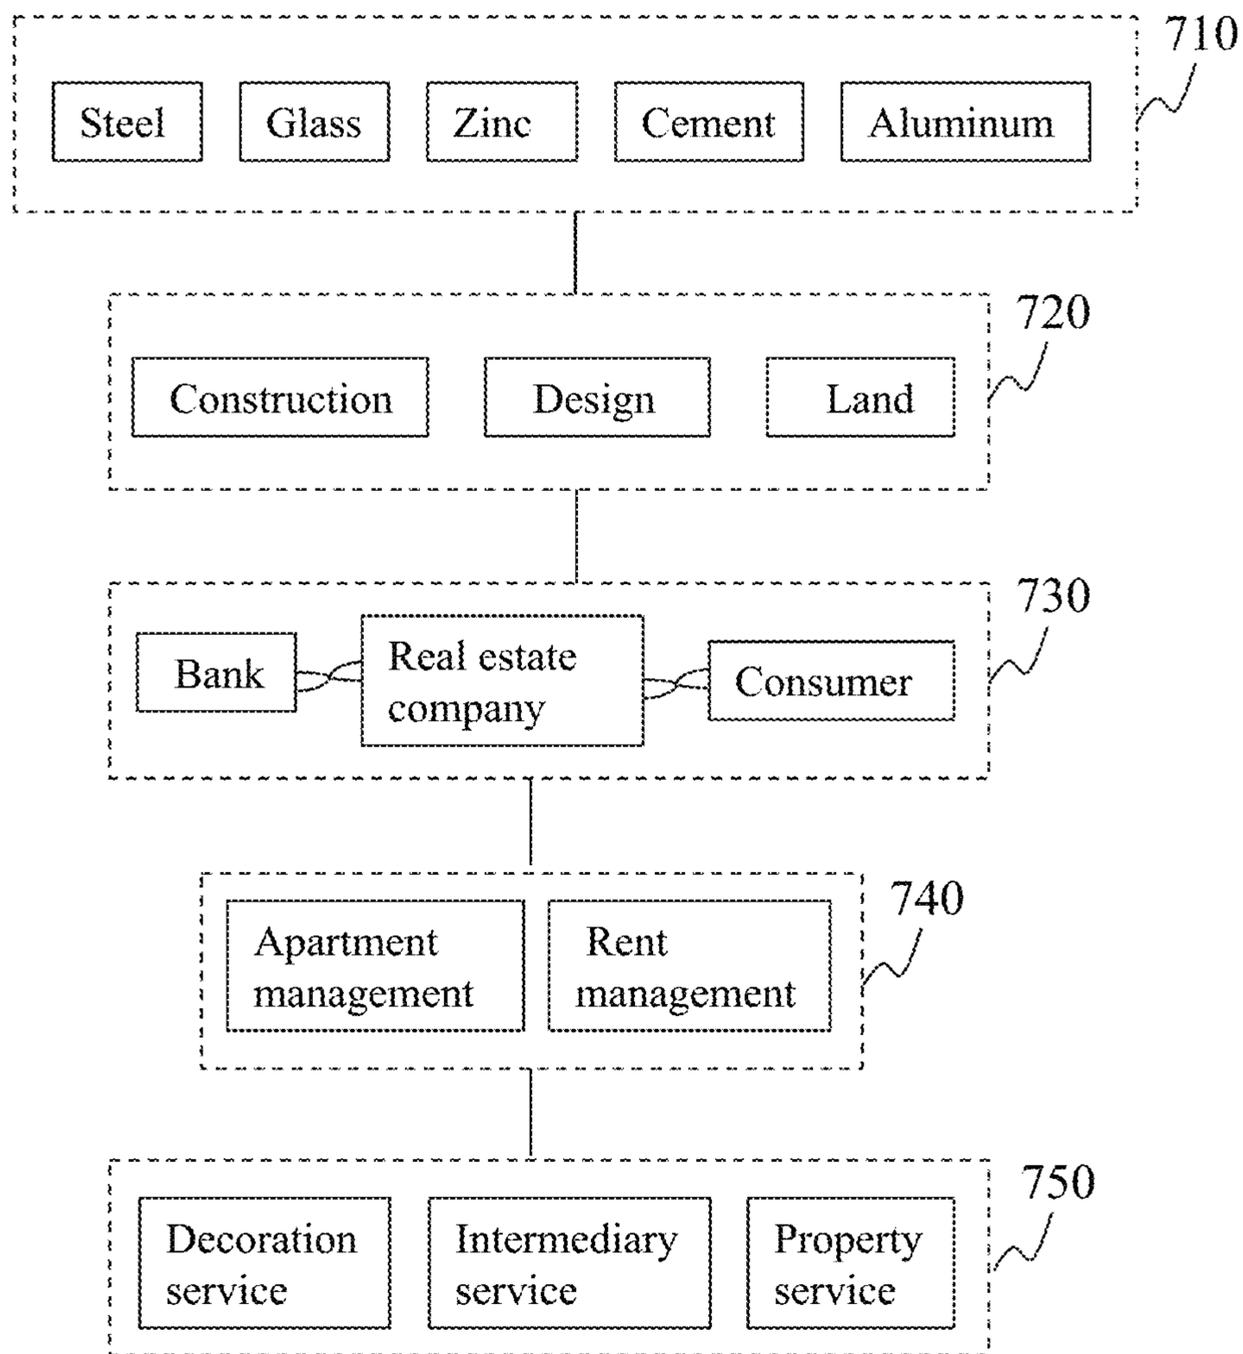 710
Steel Glass Zinc Cement Aluminum
720
Construction Design Land
730
Bank
Real estate
company
Consumer
740
Apartment
management
Rent
management
750
Decoration
service
Intermediary
service
Property
service